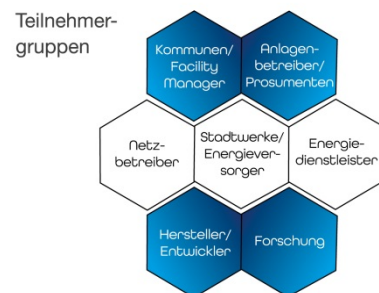 Teilnehmer-
gruppen
Kommunen/
Facility
Manager
Anlagen-
betreiber/
Prosumenten
Netz-
betreiber
Stadtwerke/
Energiever-
sorger
Energie-
dienstleister
Hersteller/
Entwickler
Forschung